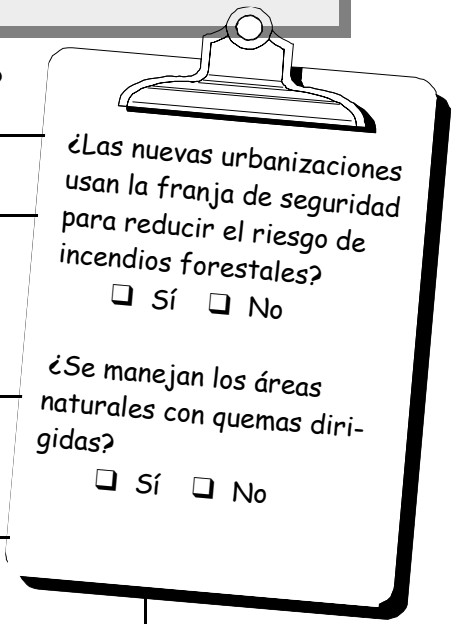 ¿Las nuevas urbanizaciones
usan la franja de seguridad
para reducir el riesgo de
incendios forestales?
❏ Sí ❏ No
¿Se manejan los áreas
naturales con quemas diri-
gidas?
❏ Sí ❏ No